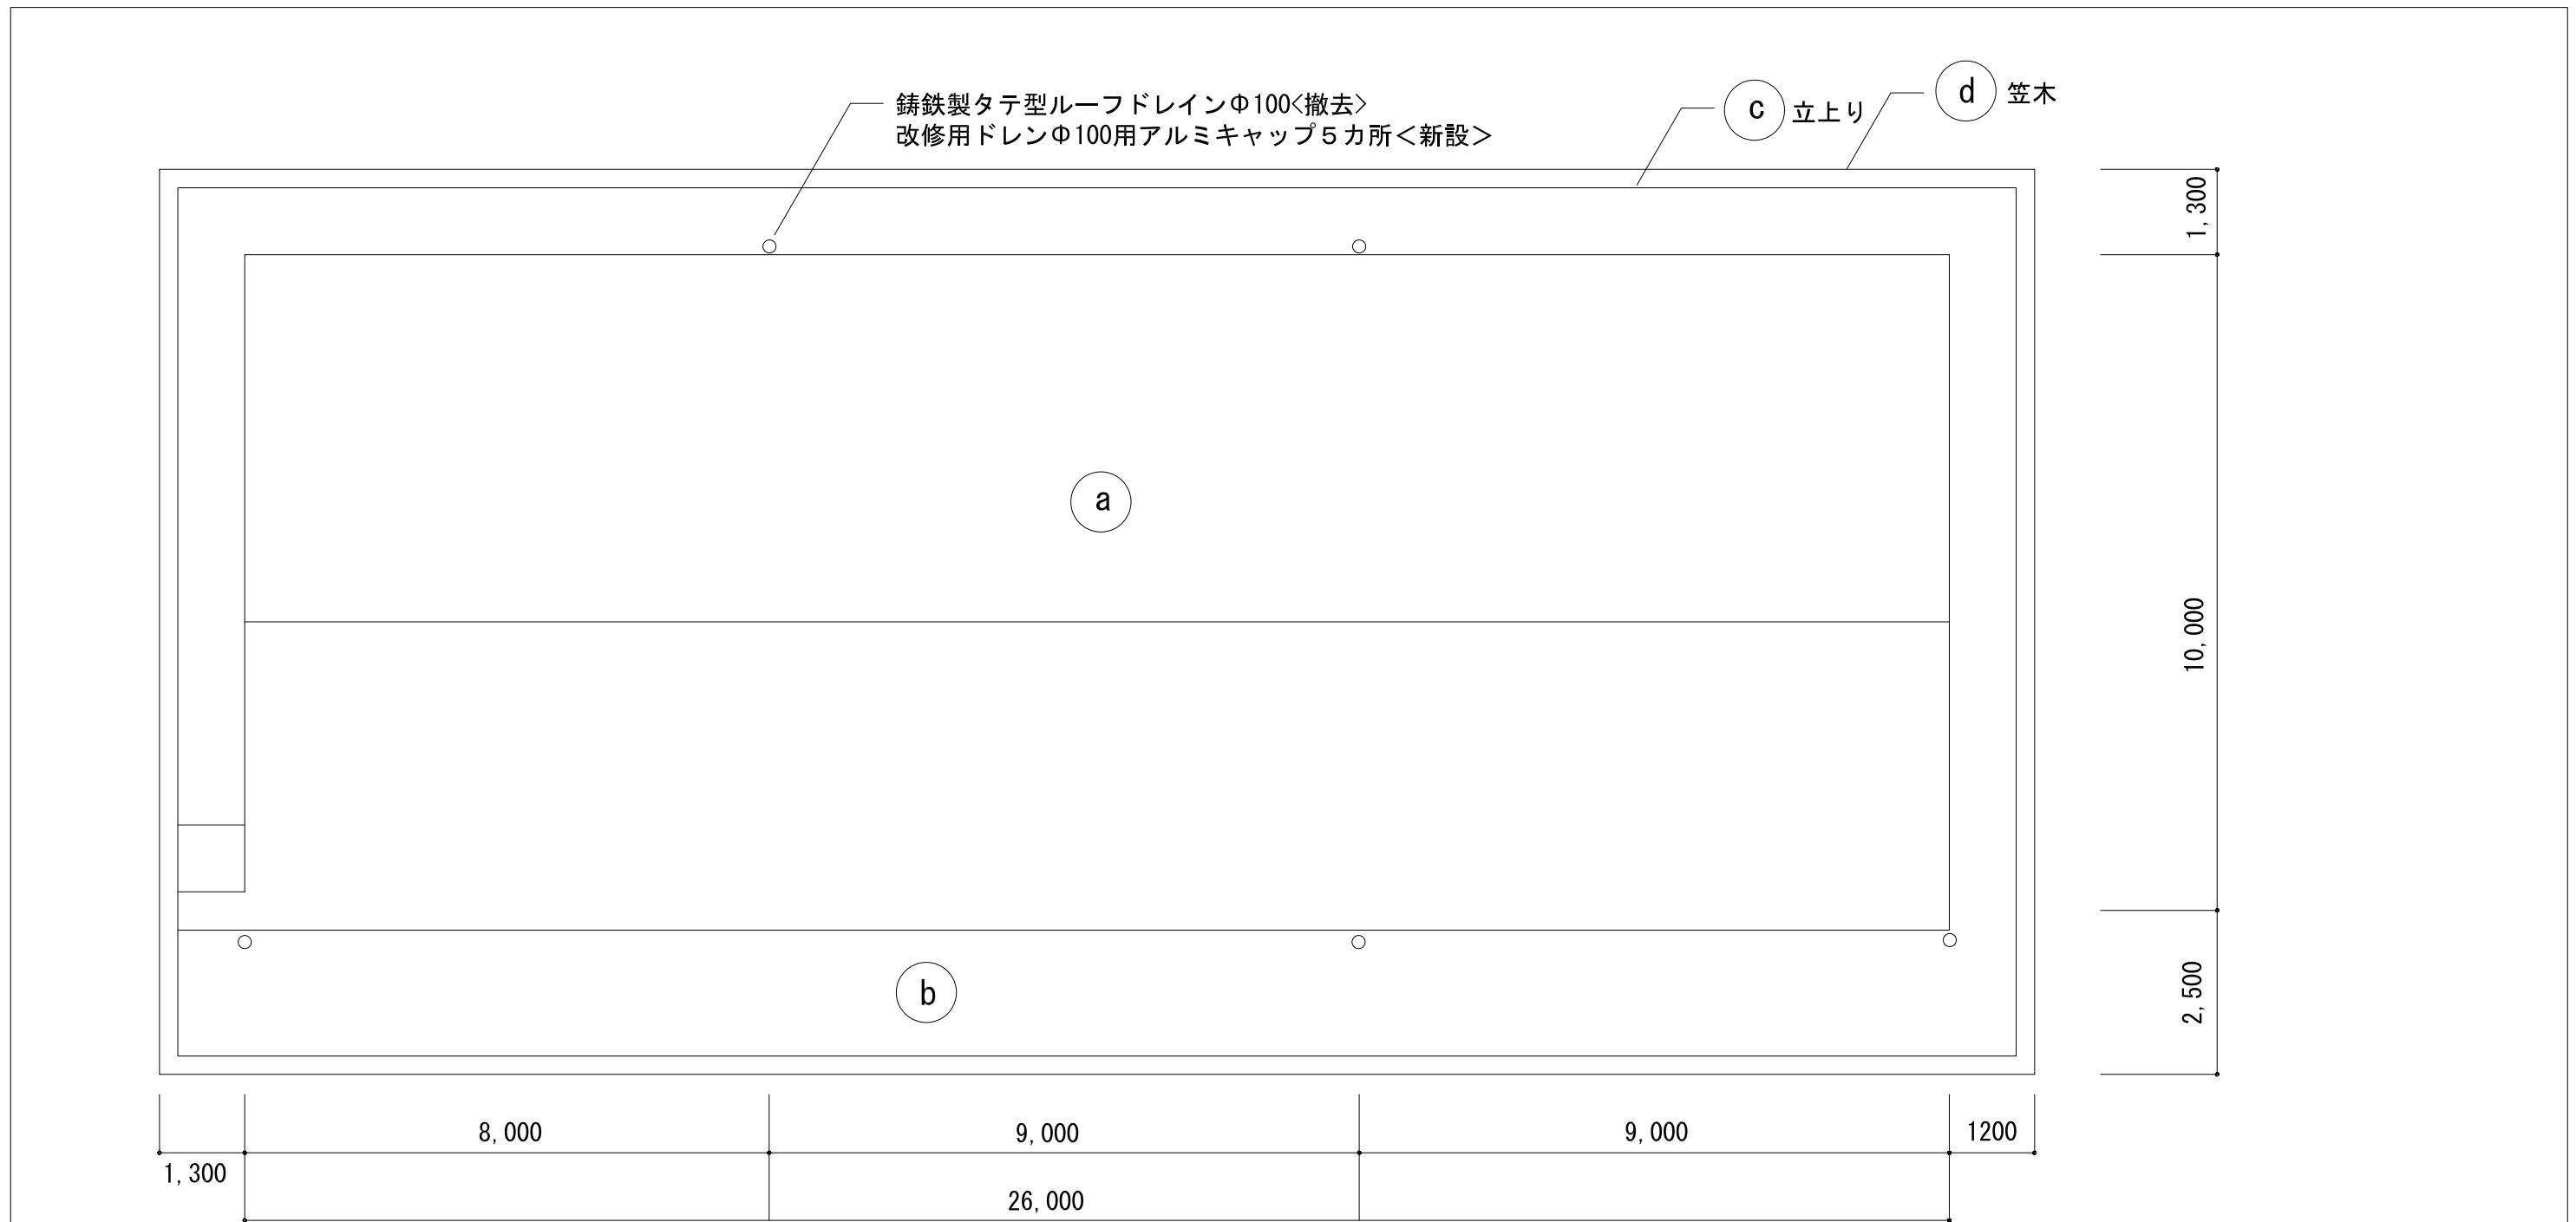 鋳鉄製タテ型ルーフドレインΦ100<撤去>
改修用ドレンΦ100用アルミキャップ５カ所＜新設＞
c 立上り
d 笠木
1,300
a
10,000
b
2,500
8,000
9,000
9,000
1200
1,300
26,000